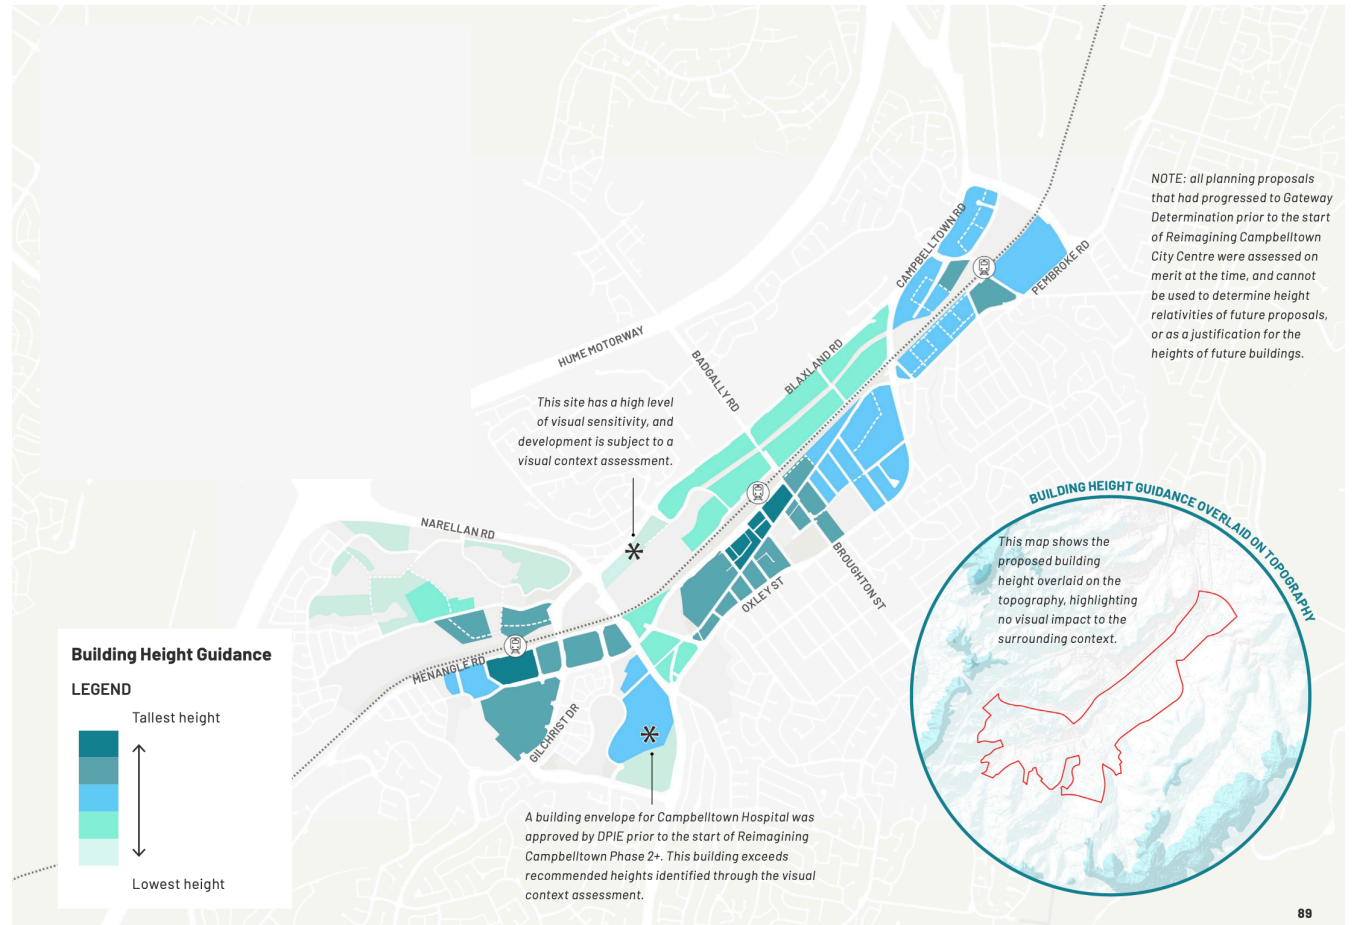 NOTE: all planning proposals
that had progressed to Gateway
Determination prior to the start
of Reimagining Campbelltown
City Centre were assessed on
merit at the time, and cannot
be used to determine height
relativities of future proposals,
or as a justification for the
heights of future buildings.
CAMPBELLTOWN RD
PEMBROKE RD
HUME MOTORWAY
BADGALLY RD
BLAXLAND RD
This site has a high level
of visual sensitivity, and
development is subject to a
visual context assessment.
NARELLAN RD
BROUGHTON ST
OXLEY ST
MENANGLE RD
GILCHRIST DR
BUILDING HEIGHT GUIDANCE OVERLAID ON TOPOGRAPHY
This map shows the
proposed building
height overlaid on the
topography, highlighting
no visual impact to the
surrounding context.
Building Height Guidance
LEGEND
Tallest height
Lowest height
A building envelope for Campbelltown Hospital was
approved by DPIE prior to the start of Reimagining
Campbelltown Phase 2+. This building exceeds
recommended heights identified through the visual
context assessment.
89